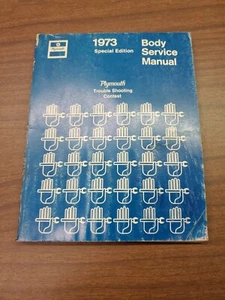 1973
Special Edition
Body
Service
Manual
Plymouth
Trouble Shooting
Contest